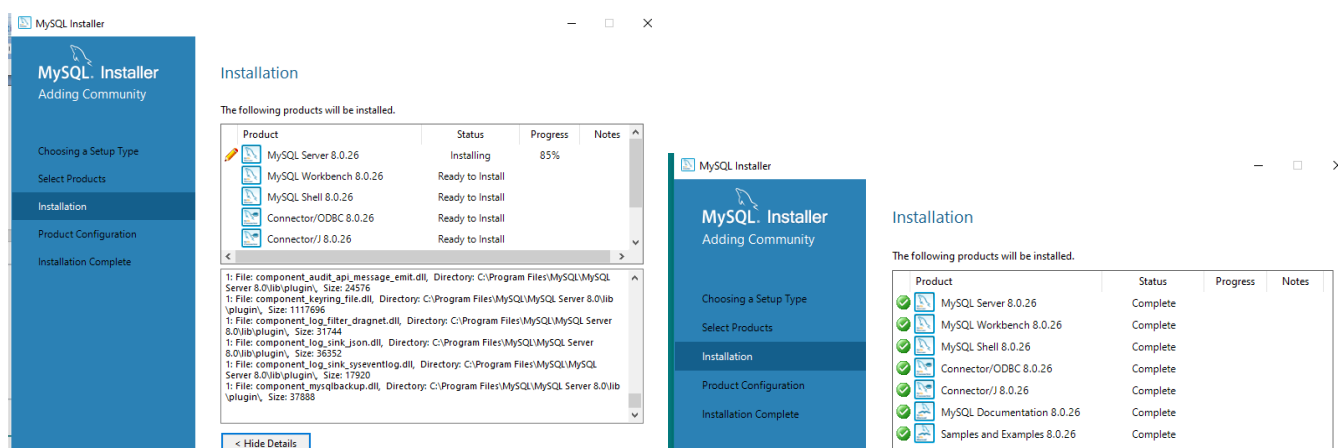 MySQL Installer
MySQL. Installer
Adding Community
Choosing a Setup Type
Select Products
Installation
Product Configuration
Installation Complete
Installation
The following products will be installed.
Product Status Progress Notes
MySQL Server 8.0.26 Installing 85%
MySQL Workbench 8.0.26 Ready to Install
MySQL Shell 8.0.26 Ready to Install
Connector/ODBC 8.0.26 Ready to Install
Connector/J 8.0.26 Ready to Install
1: File: component_audit_api_message_emit.dll, Directory: C:\Program Files\MySQL\MySQL
Server 8.0\lib\plugin\, Size: 24576
1: File: component_keyring_file.dll, Directory: C:\Program Files\MySQL\MySQL Server 8.0\lib
\plugin\, Size: 1117696
1: File: component_log_filter_dragnet.dll, Directory: C:\Program Files\MySQL\MySQL Server
8.0\lib\plugin\, Size: 31744
1: File: component_log_sink_json.dll, Directory: C:\Program Files\MySQL\MySQL Server
8.0\lib\plugin\, Size: 36352
1: File: component_log_sink_syseventlog.dll, Directory: C:\Program Files\MySQL\MySQL
Server 8.0\lib\plugin\, Size: 17920
1: File: component_mysqlbackup.dll, Directory: C:\Program Files\MySQL\MySQL Server 8.0\lib
\plugin\, Size: 37888
< Hide Details
MySQL Installer
MySQL. Installer
Adding Community
Choosing a Setup Type
Select Products
Installation
Product Configuration
Installation Complete
Installation
The following products will be installed.
Product Status Progress Notes
MySQL Server 8.0.26 Complete
MySQL Workbench 8.0.26 Complete
MySQL Shell 8.0.26 Complete
Connector/ODBC 8.0.26 Complete
Connector/J 8.0.26 Complete
MySQL Documentation 8.0.26 Complete
Samples and Examples 8.0.26 Complete